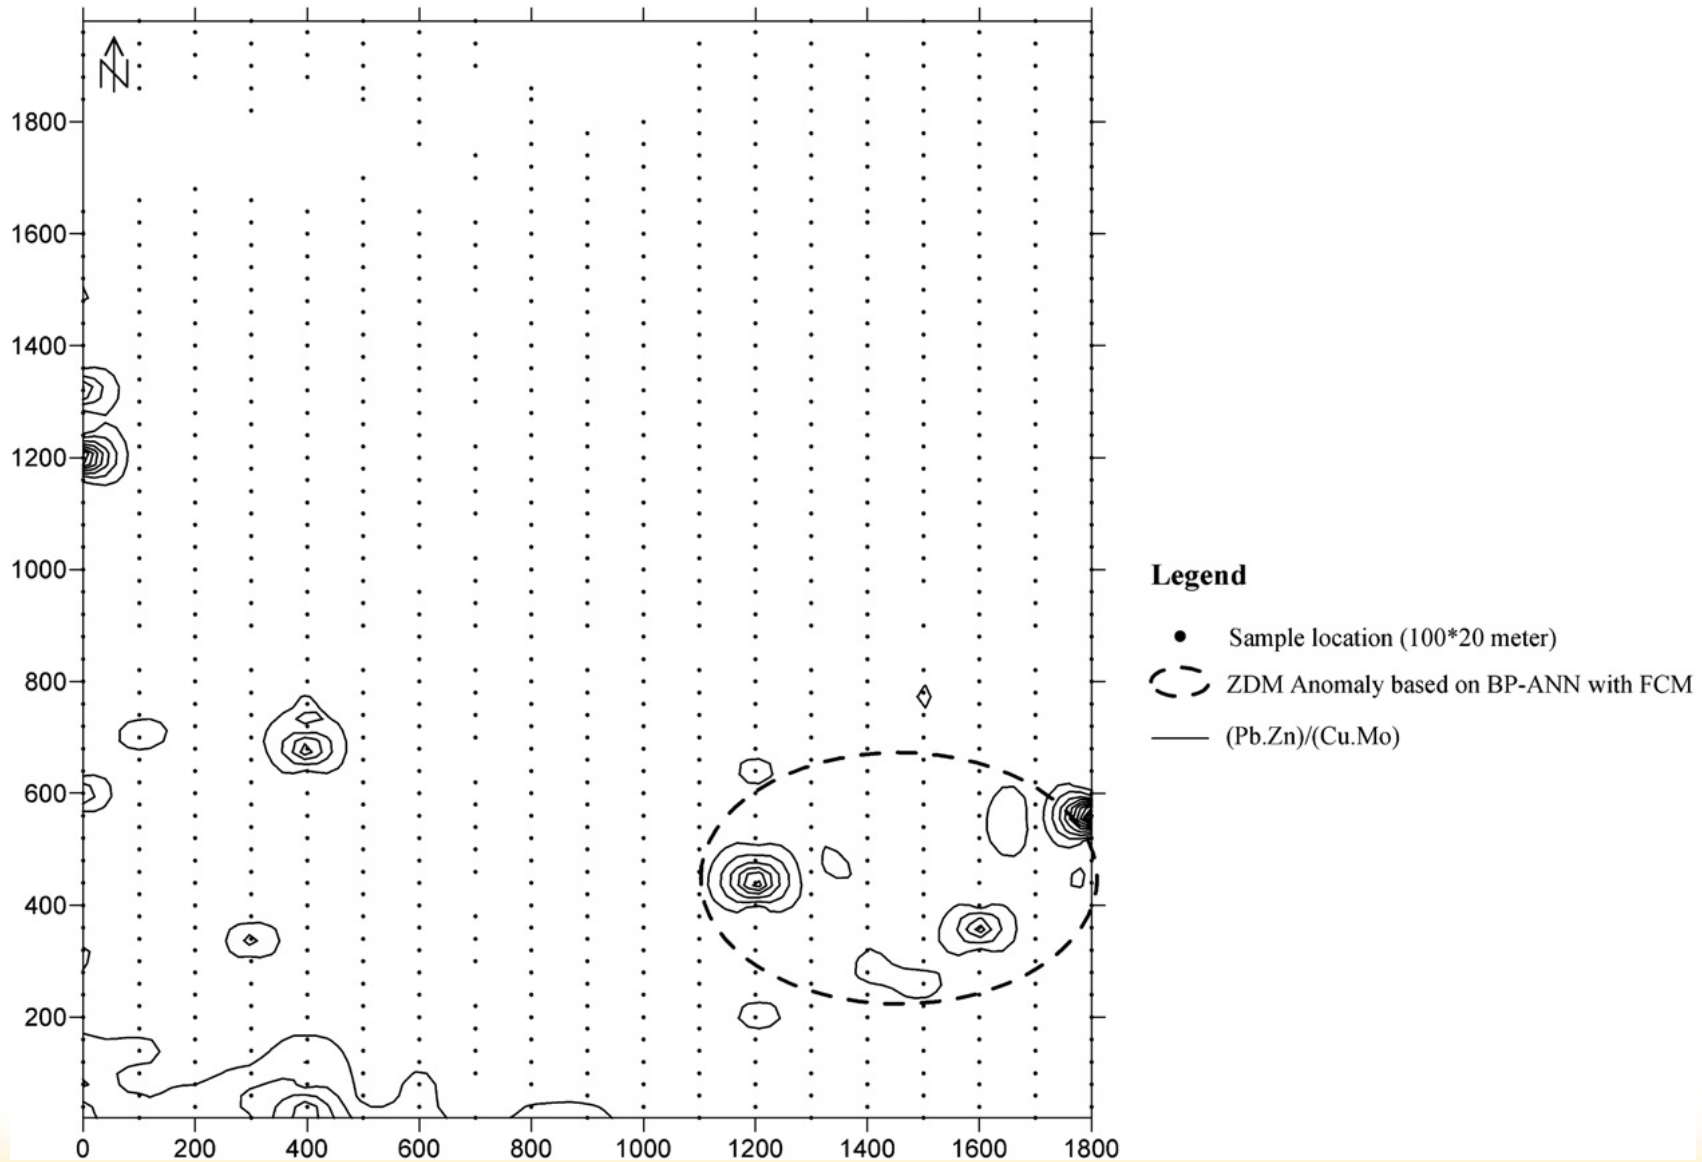 N
1800
1600
1400
1200
1000
800
600
400
200
0 200 400 600 800 1000 1200 1400 1600 1800
Legend
Sample location (100*20 meter)
ZDM Anomaly based on BP-ANN with FCM
(Pb.Zn)/(Cu.Mo)